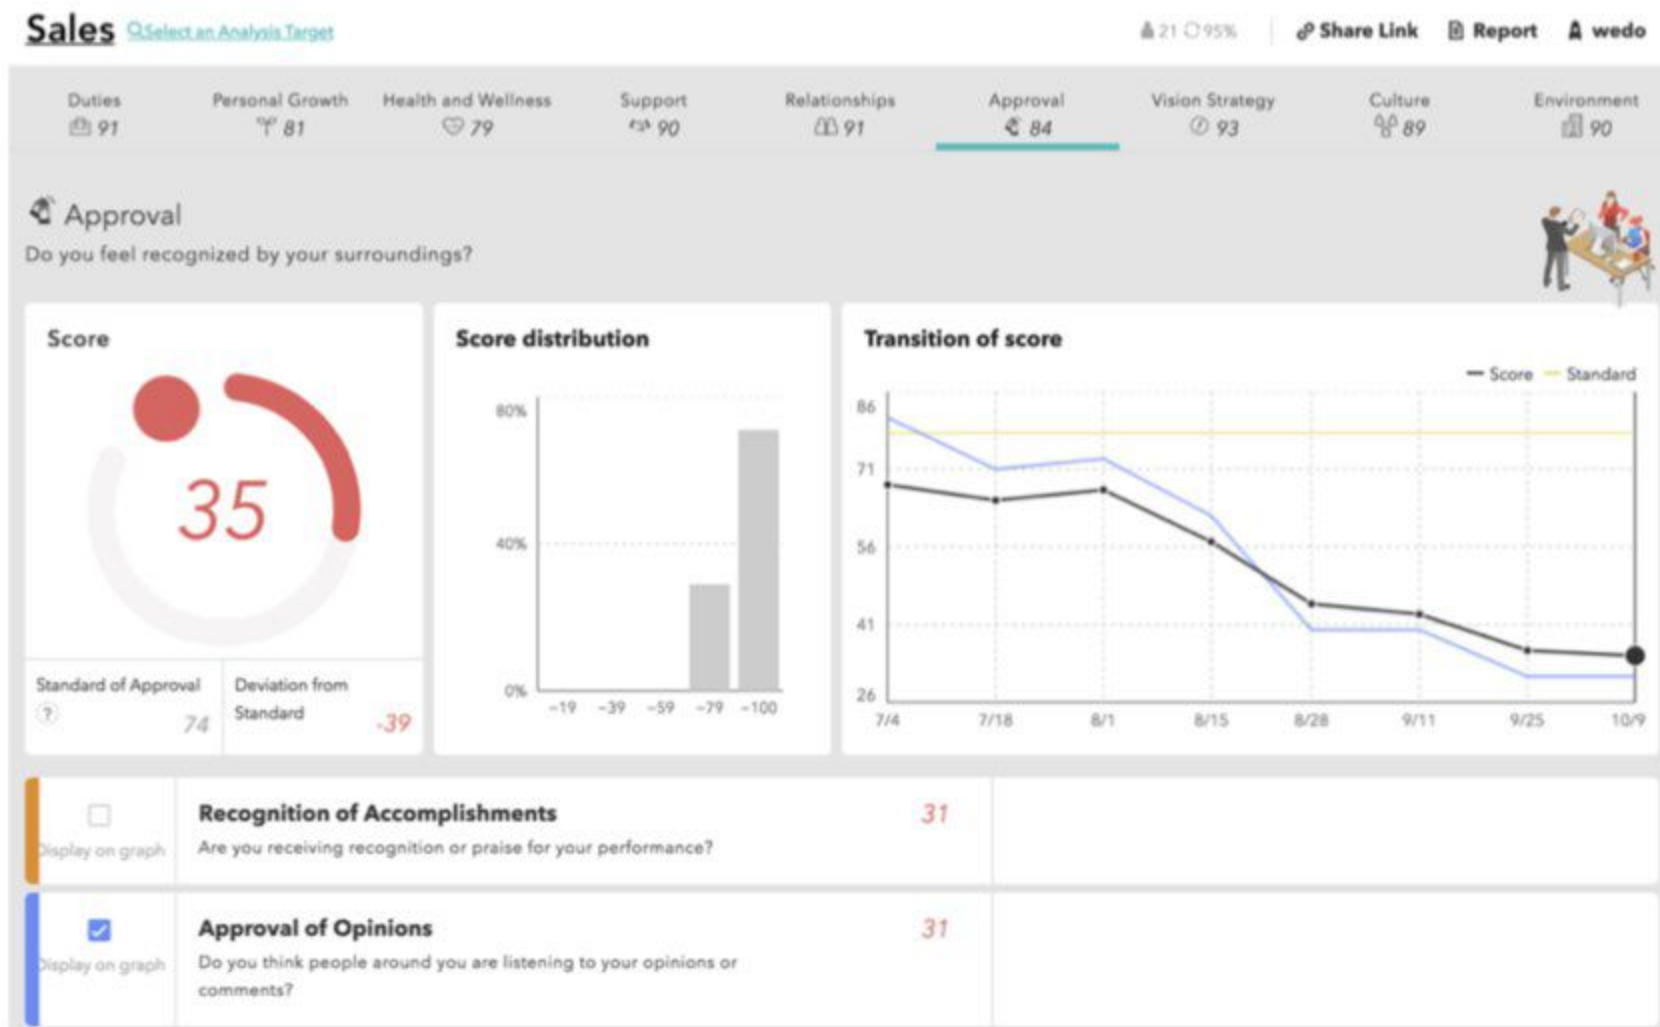 Sales Select an Analysis Target 21 95% Share Link Report wedo
Duties Personal Growth Health and Wellness Support Relationships Approval Vision Strategy Culture Environment
91 81 79 90 91 84 93 89 90
Approval
Do you feel recognized by your surroundings?
Score
35
Standard of Approval
?
74
Deviation from
Standard
-39
Score distribution
80%
40%
0%
~19 ~39 ~59 ~79 ~100
Transition of score
Score Standard
86
71
56
41
26
7/4 7/18 8/1 8/15 8/28 9/11 9/25 10/9
Recognition of Accomplishments 31
Display on graph Are you receiving recognition or praise for your performance?
Approval of Opinions 31
Display on graph Do you think people around you are listening to your opinions or
comments?